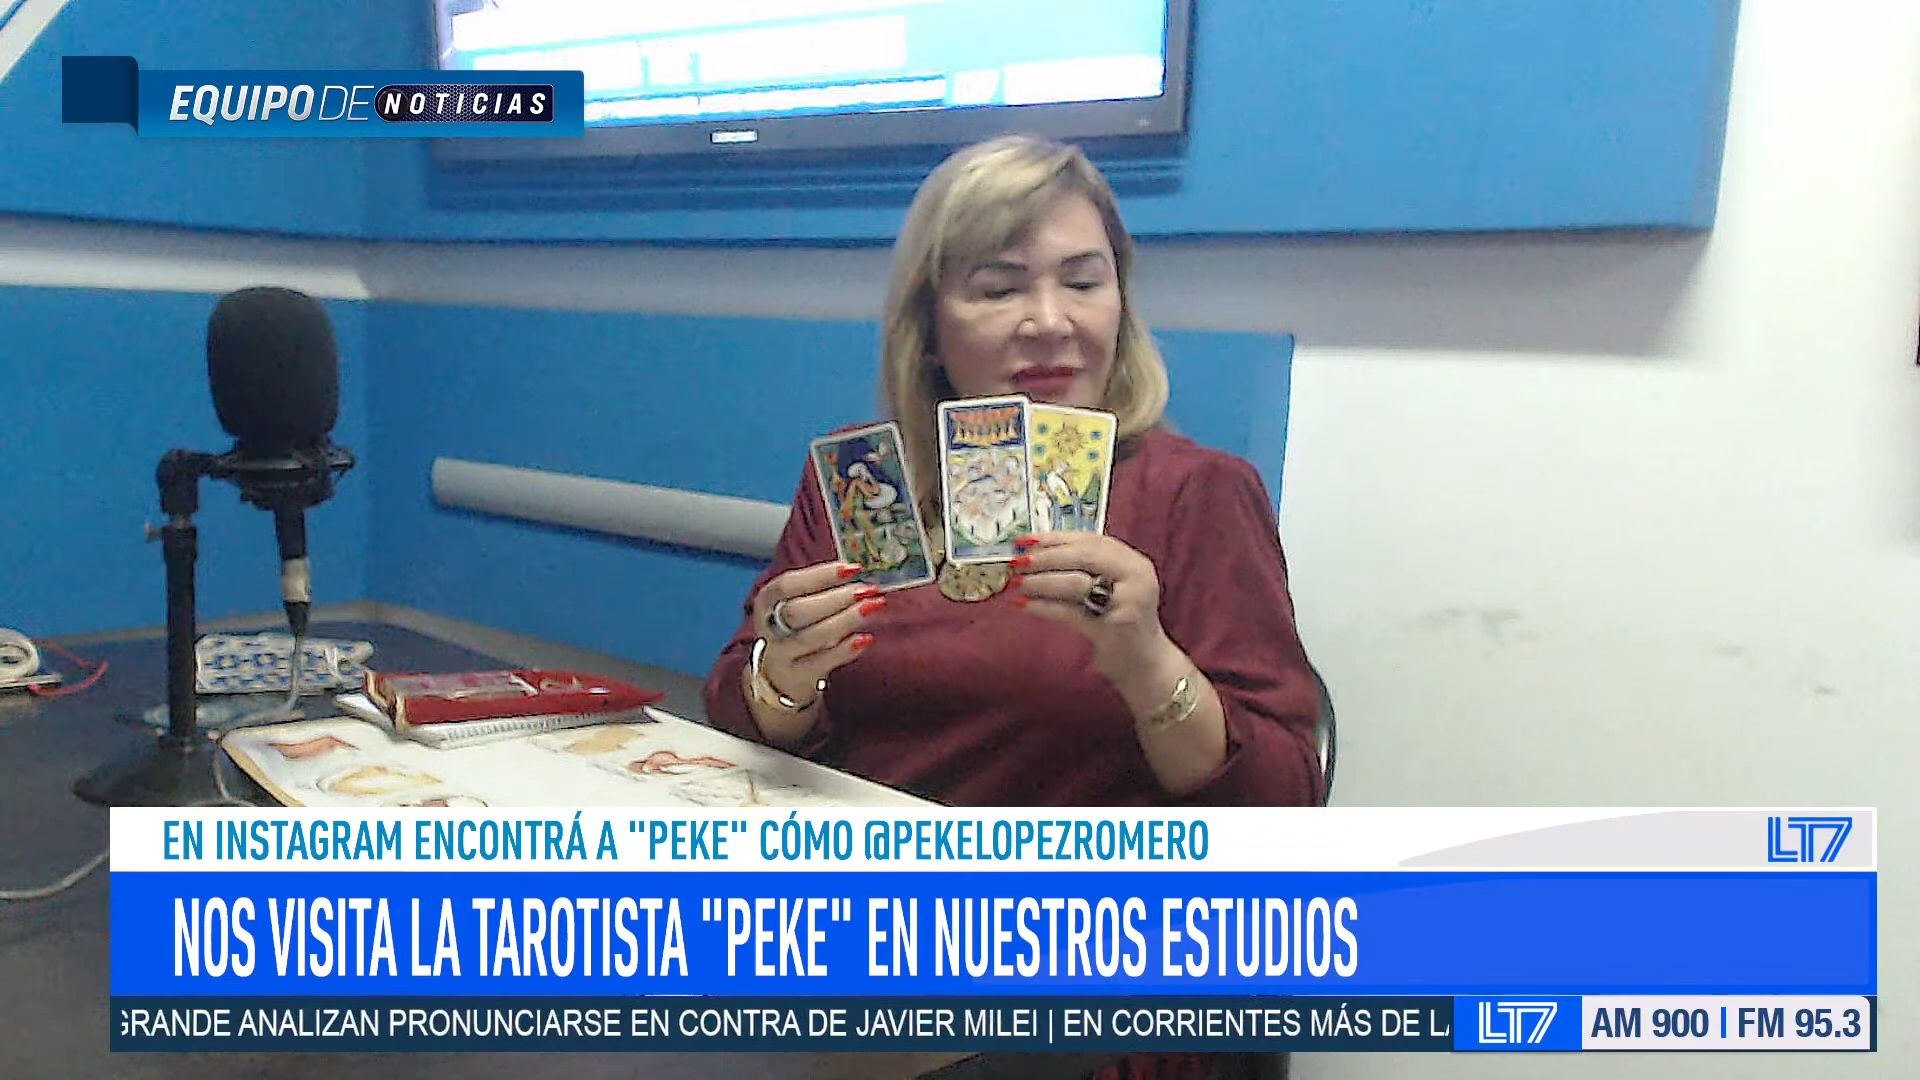 EQUIPO DE NOTICIAS
EN INSTAGRAM ENCONTRÁ A "PEKE" CÓMO @PEKELOPEZROMERO
LT7
NOS VISITA LA TAROTISTA "PEKE" EN NUESTROS ESTUDIOS
GRANDE ANALIZAN PRONUNCIARSE EN CONTRA DE JAVIER MILEI | EN CORRIENTES MÁS DE
LT7 AM 900 | FM 95.3